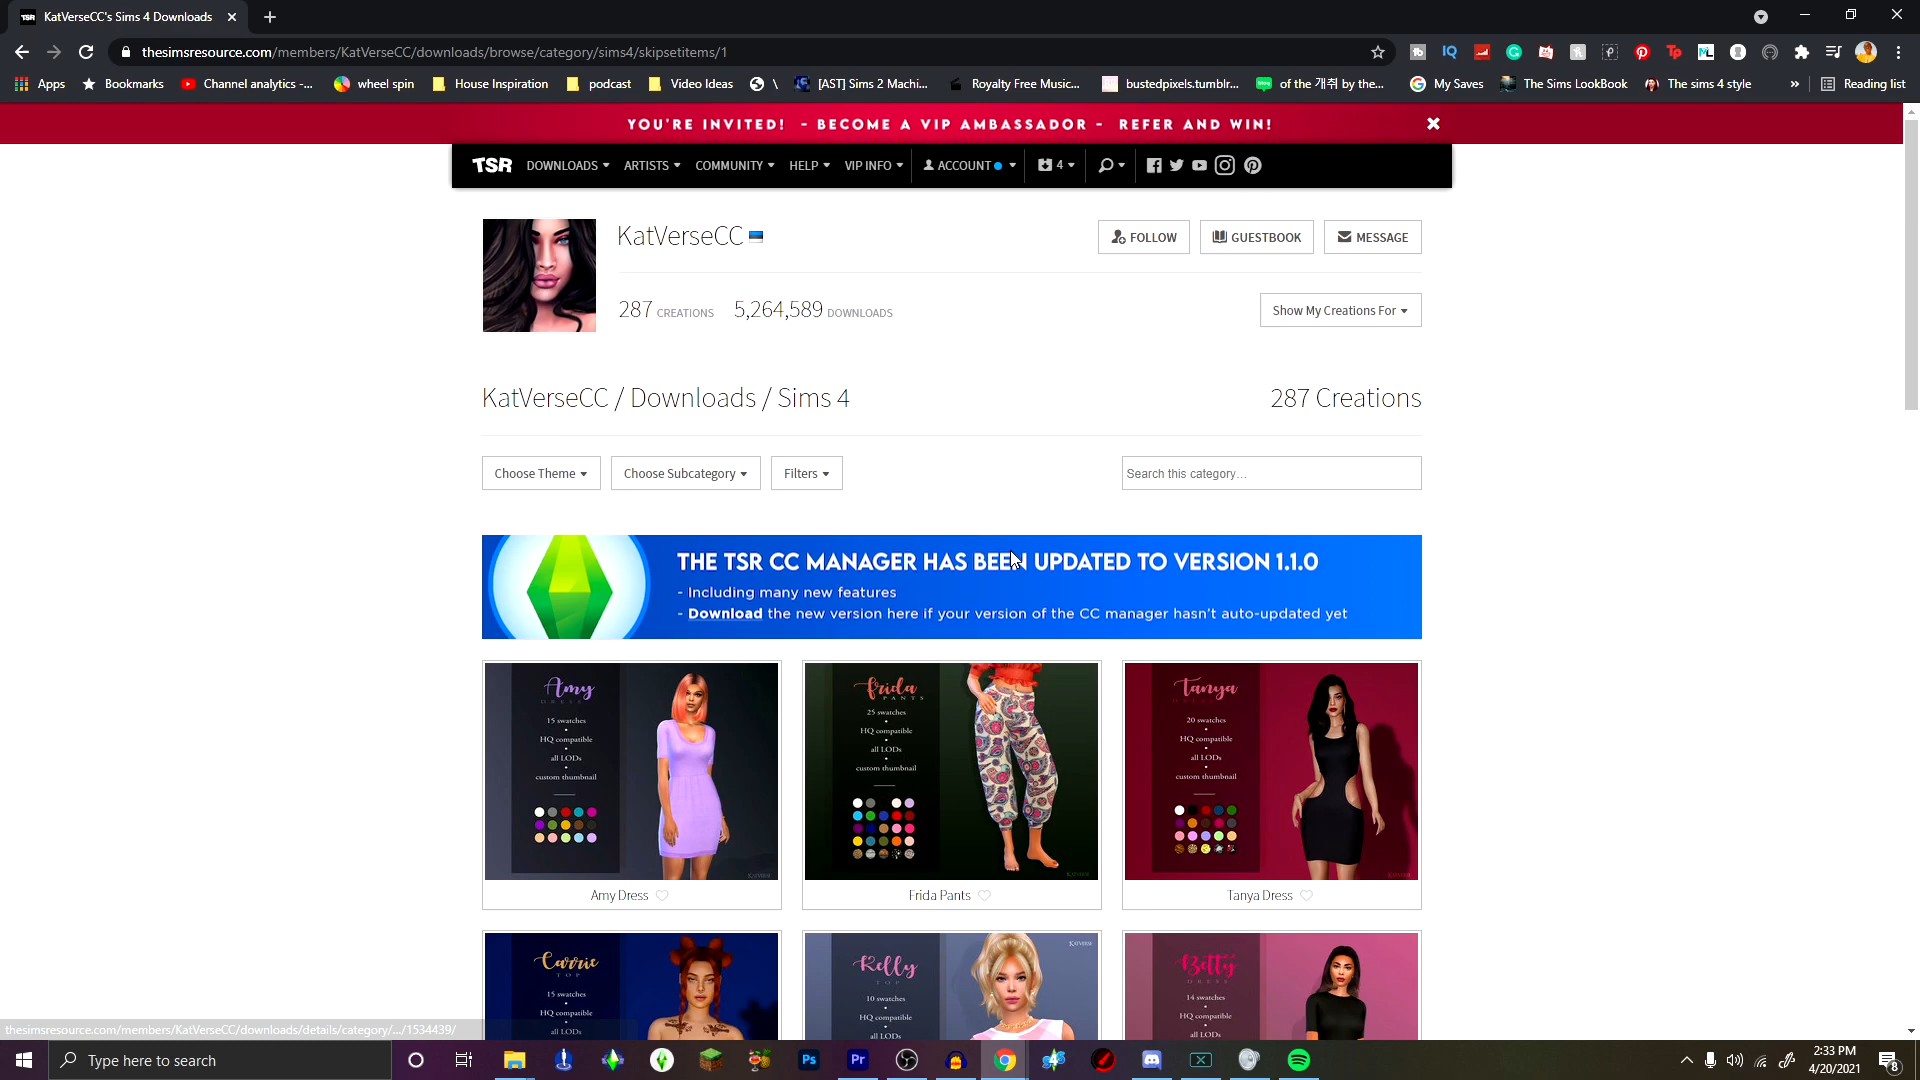 KatVerseCC's Sims 4 Downloads
thesimsresource.com/members/KatVerseCC/downloads/browse/category/sims4/skipsetitems/1
Apps Bookmarks Channel analytics -... wheel spin House Inspiration podcast Video Ideas \ [AST] Sims 2 Machi... Royalty Free Music... bustedpixels.tumblr... of the 개취 by the... My Saves The Sims LookBook The sims 4 style » Reading list
YOU'RE INVITED! - BECOME A VIP AMBASSADOR - REFER AND WIN!
TSR DOWNLOADS ARTISTS COMMUNITY HELP VIP INFO ACCOUNT 4
KatVerseCC
FOLLOW GUESTBOOK MESSAGE
287 CREATIONS 5,264,589 DOWNLOADS
Show My Creations For
KatVerseCC / Downloads / Sims 4 287 Creations
Choose Theme Choose Subcategory Filters Search this category...
THE TSR CC MANAGER HAS BEEN UPDATED TO VERSION 1.1.0
- Including many new features
- Download the new version here if your version of the CC manager hasn't auto-updated yet
Amy
DRESS
15 swatches
HQ compatible
all LODs
custom thumbnail
Frida
PANTS
25 swatches
HQ compatible
all LODs
custom thumbnail
Tanya
DRESS
20 swatches
HQ compatible
all LODs
custom thumbnail
Amy Dress
Frida Pants
Tanya Dress
Carrie
TOP
15 swatches
HQ compatible
all LODs
Kelly
TOP
10 swatches
HQ compatible
all LODs
KATVERSE
Betty
DRESS
14 swatches
HQ compatible
all LODs
thesimsresource.com/members/KatVerseCC/downloads/details/category/.../1534439/
Type here to search
2:33 PM
4/20/2021
8